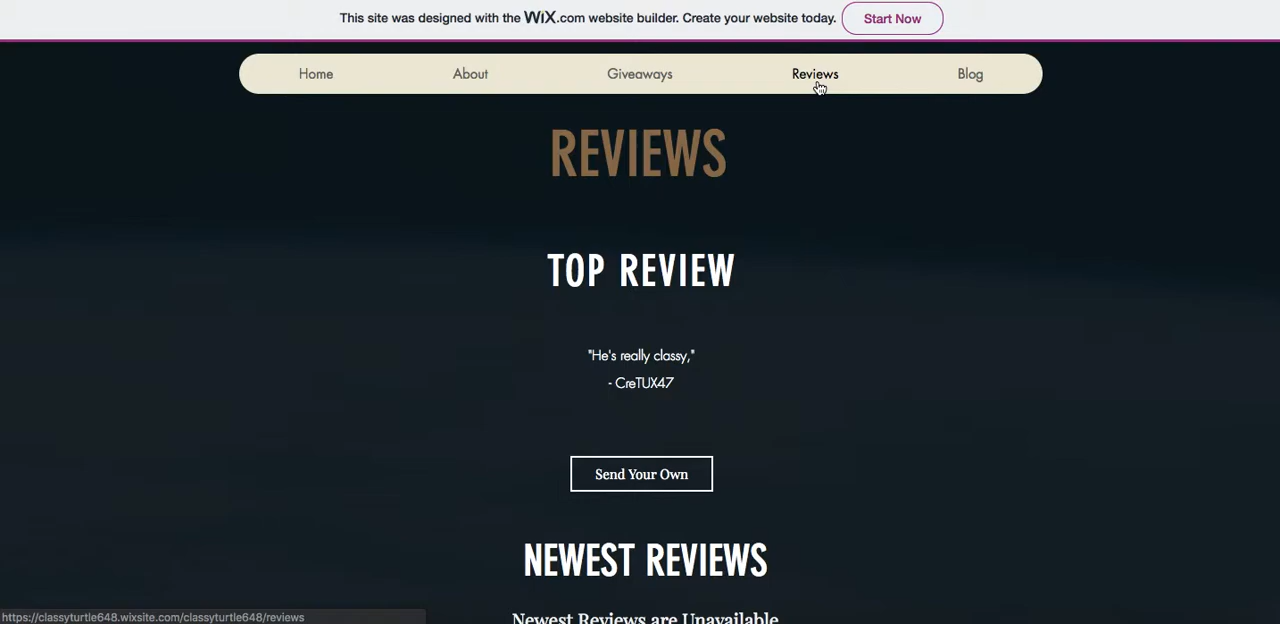 This site was designed with the WiX.com website builder. Create your website today. Start Now
Home About Giveaways Reviews Blog
REVIEWS
TOP REVIEW
"He's really classy,"
- CreTUX47
Send Your Own
NEWEST REVIEWS
Newest Reviews are Unavailable
https://classyturtle648.wixsite.com/classyturtle648/reviews